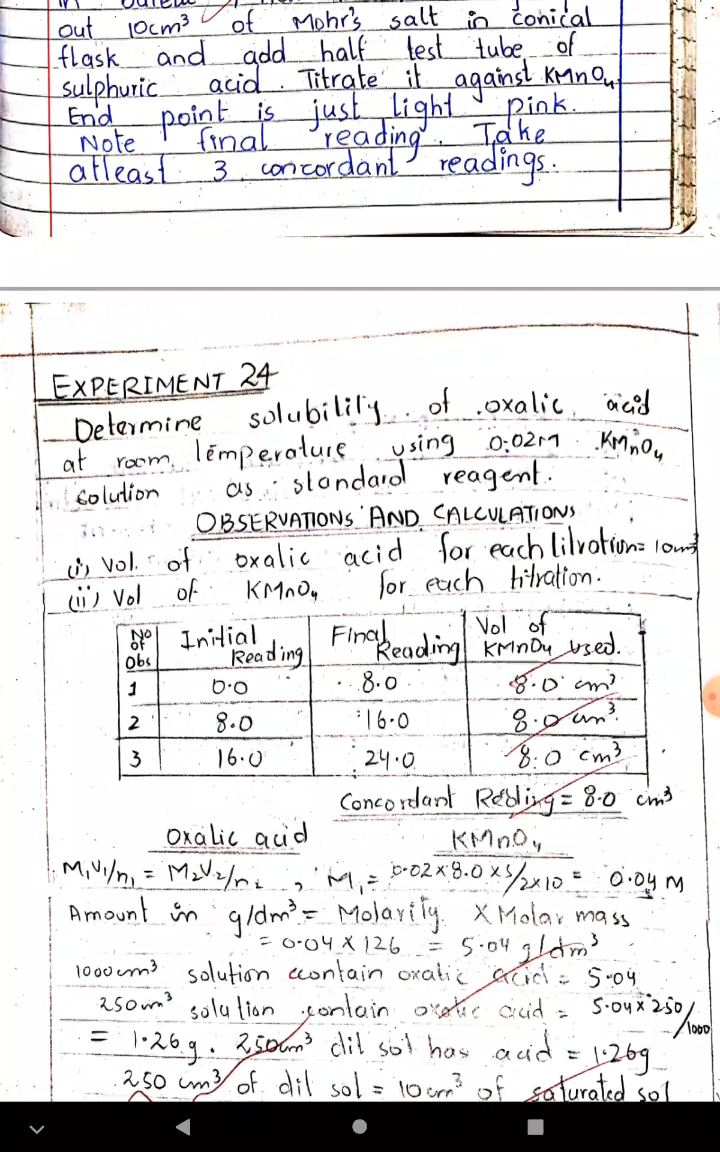 out 10cm³ of Mohr's salt in conical
flask and add half test tube of
sulphuric acid. Titrate it against KMnO₄
End point is just light pink.
Note final reading. Take
atleast 3 concordant readings.
EXPERIMENT 24
Determine solubility of oxalic acid
at room temperature using 0.02M KMnO₄
solution as standard reagent.
OBSERVATIONS AND CALCULATIONS
(i) Vol. of oxalic acid for each titration = 10cm³
(ii) Vol of KMnO₄ for each titration.
No of Obs | Initial Reading | Final Reading | Vol of KMnO₄ used.
1 | 0.0 | 8.0 | 8.0 cm³
2 | 8.0 | 16.0 | 8.0 cm³.
3 | 16.0 | 24.0 | 8.0 cm³
Concordant Reading = 8.0 cm³
Oxalic acid KMnO₄
M₁V₁/n₁ = M₂V₂/n₂ , M₁ = 0.02 x 8.0 x 5/2x10 = 0.04 M
Amount in g/dm³ = Molarity X Molar mass
= 0.04 X 126 = 5.04 g/dm³
1000cm³ solution contain oxalic acid = 5.04
250cm³ solution contain oxalic acid = 5.04 x 250/1000
= 1.26g. 250cm³ dil sol has acid = 1.26g
250 cm³ of dil sol = 10cm³ of saturated sol